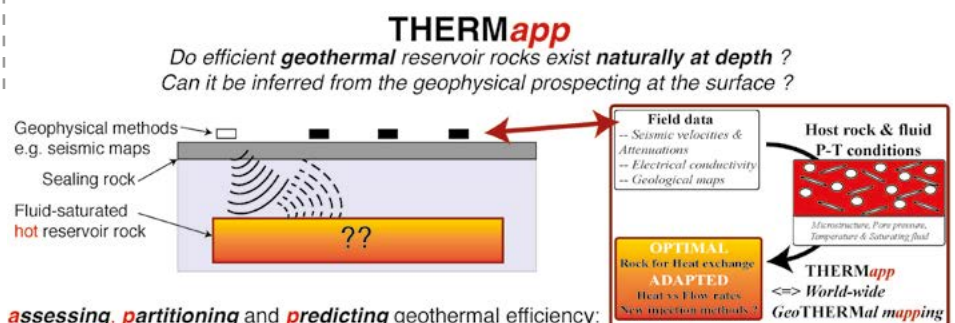 THERMapp
Do efficient geothermal reservoir rocks exist naturally at depth ?
Can it be inferred from the geophysical prospecting at the surface ?
Geophysical methods
e.g. seismic maps
Sealing rock
Fluid-saturated
hot reservoir rock
??
Field data
-- Seismic velocities &
Attenuations
-- Electrical conductivity
-- Geological maps
Host rock & fluid
P-T conditions
Microstructure, Pore pressure,
Temperature & Saturating fluid
OPTIMAL
Rock for Heat exchange
ADAPTED
Heat vs Flow rates
New injection methods ?
THERMapp
<=> World-wide
GeoTHERMal mapping
assessing, partitioning and predicting geothermal efficiency: